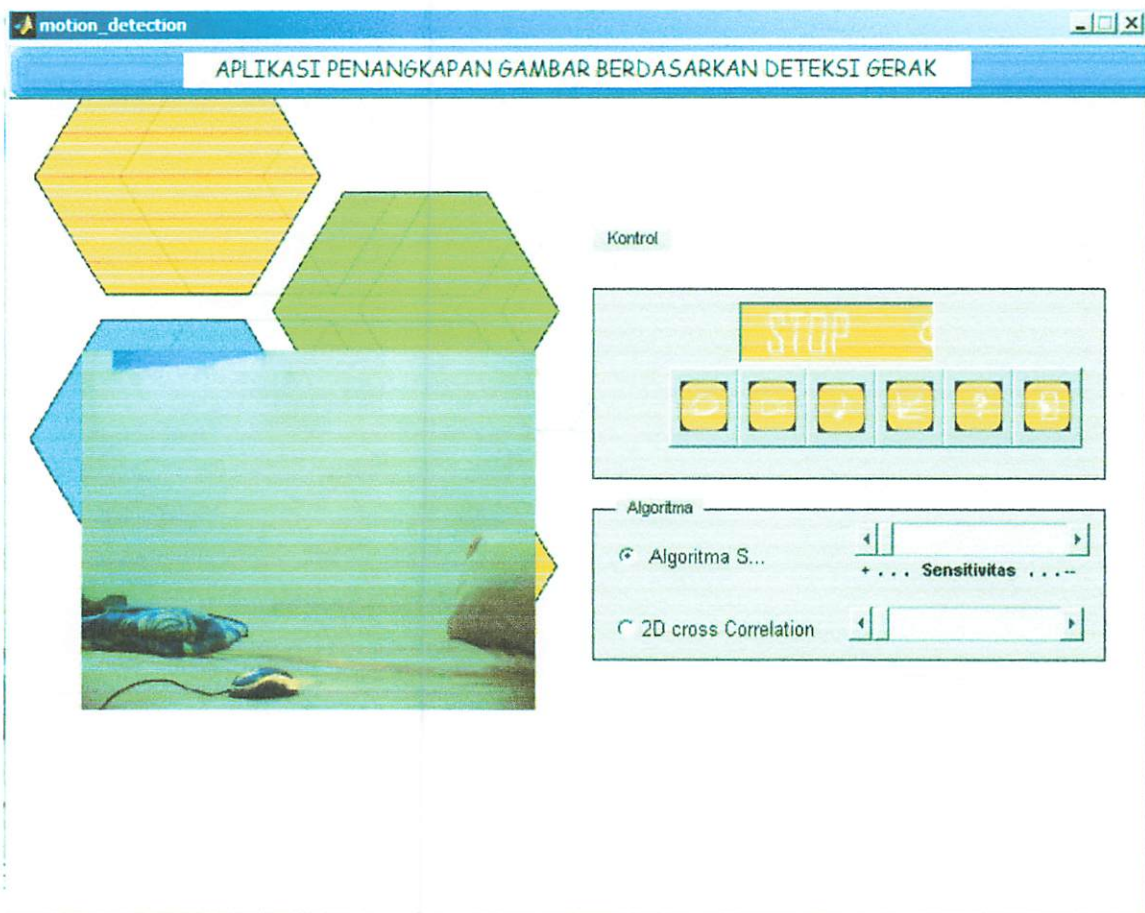 motion_detection
APLIKASI PENANGKAPAN GAMBAR BERDASARKAN DETEKSI GERAK
Kontrol
STOP
?
Algoritma
Algoritma S...
+ . . . Sensitivitas . . . --
2D cross Correlation